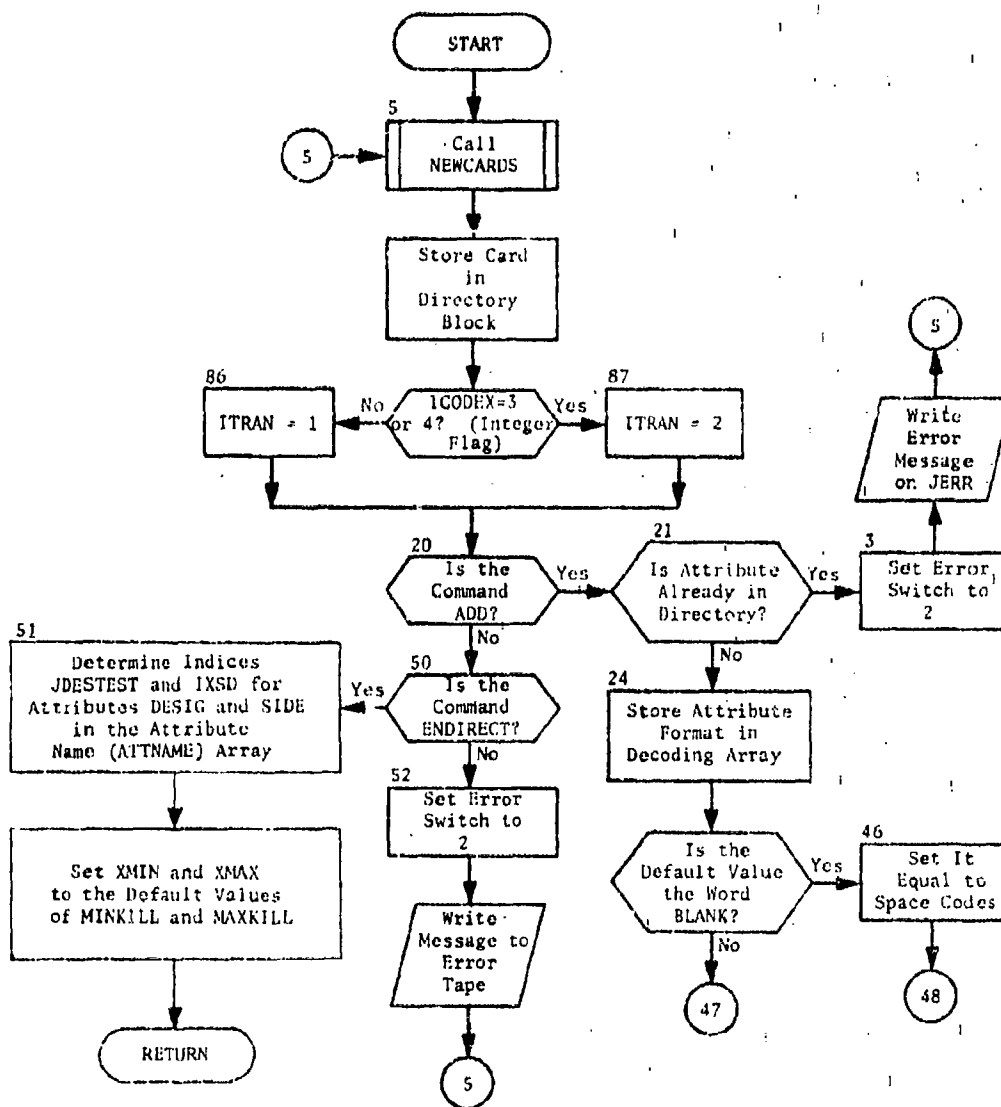 START
5
Call
NEWCARDS
5
Store Card
in
Directory
Block
5
86
ITRAN = 1
No
ICODEX=3
or 4? (Integer
Flag)
Yes
87
ITRAN = 2
Write
Error
Message
on JERR
20
Is the
Command
ADD?
Yes
No
21
Is Attribute
Already in
Directory?
Yes
No
3
Set Error
Switch to
2
51
Determine Indices
JDESTEST and IXSD for
Attributes DESIG and SIDE
in the Attribute
Name (ATTNAME) Array
Yes
50
Is the
Command
ENDIRECT?
No
24
Store Attribute
Format in
Decoding Array
52
Set Error
Switch to
2
Is the
Default Value
the Word
BLANK?
Yes
No
46
Set It
Equal to
Space Codes
Set XMIN and XMAX
to the Default Values
of MINKILL and MAXKILL
Write
Message to
Error
Tape
47
48
RETURN
5